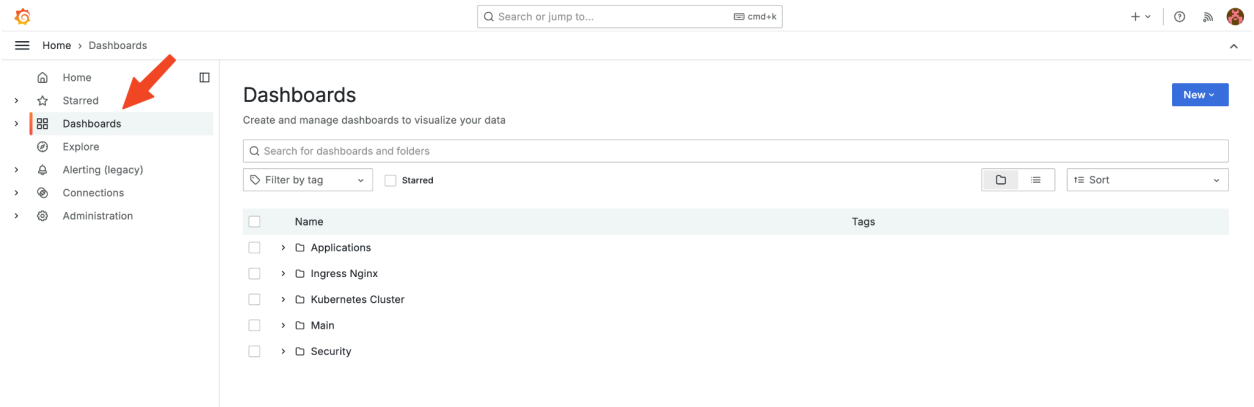 Search or jump to... cmd+k
Home > Dashboards
Home
Starred
Dashboards
Explore
Alerting (legacy)
Connections
Administration
Dashboards
New
Create and manage dashboards to visualize your data
Search for dashboards and folders
Filter by tag Starred Sort
Name Tags
Applications
Ingress Nginx
Kubernetes Cluster
Main
Security